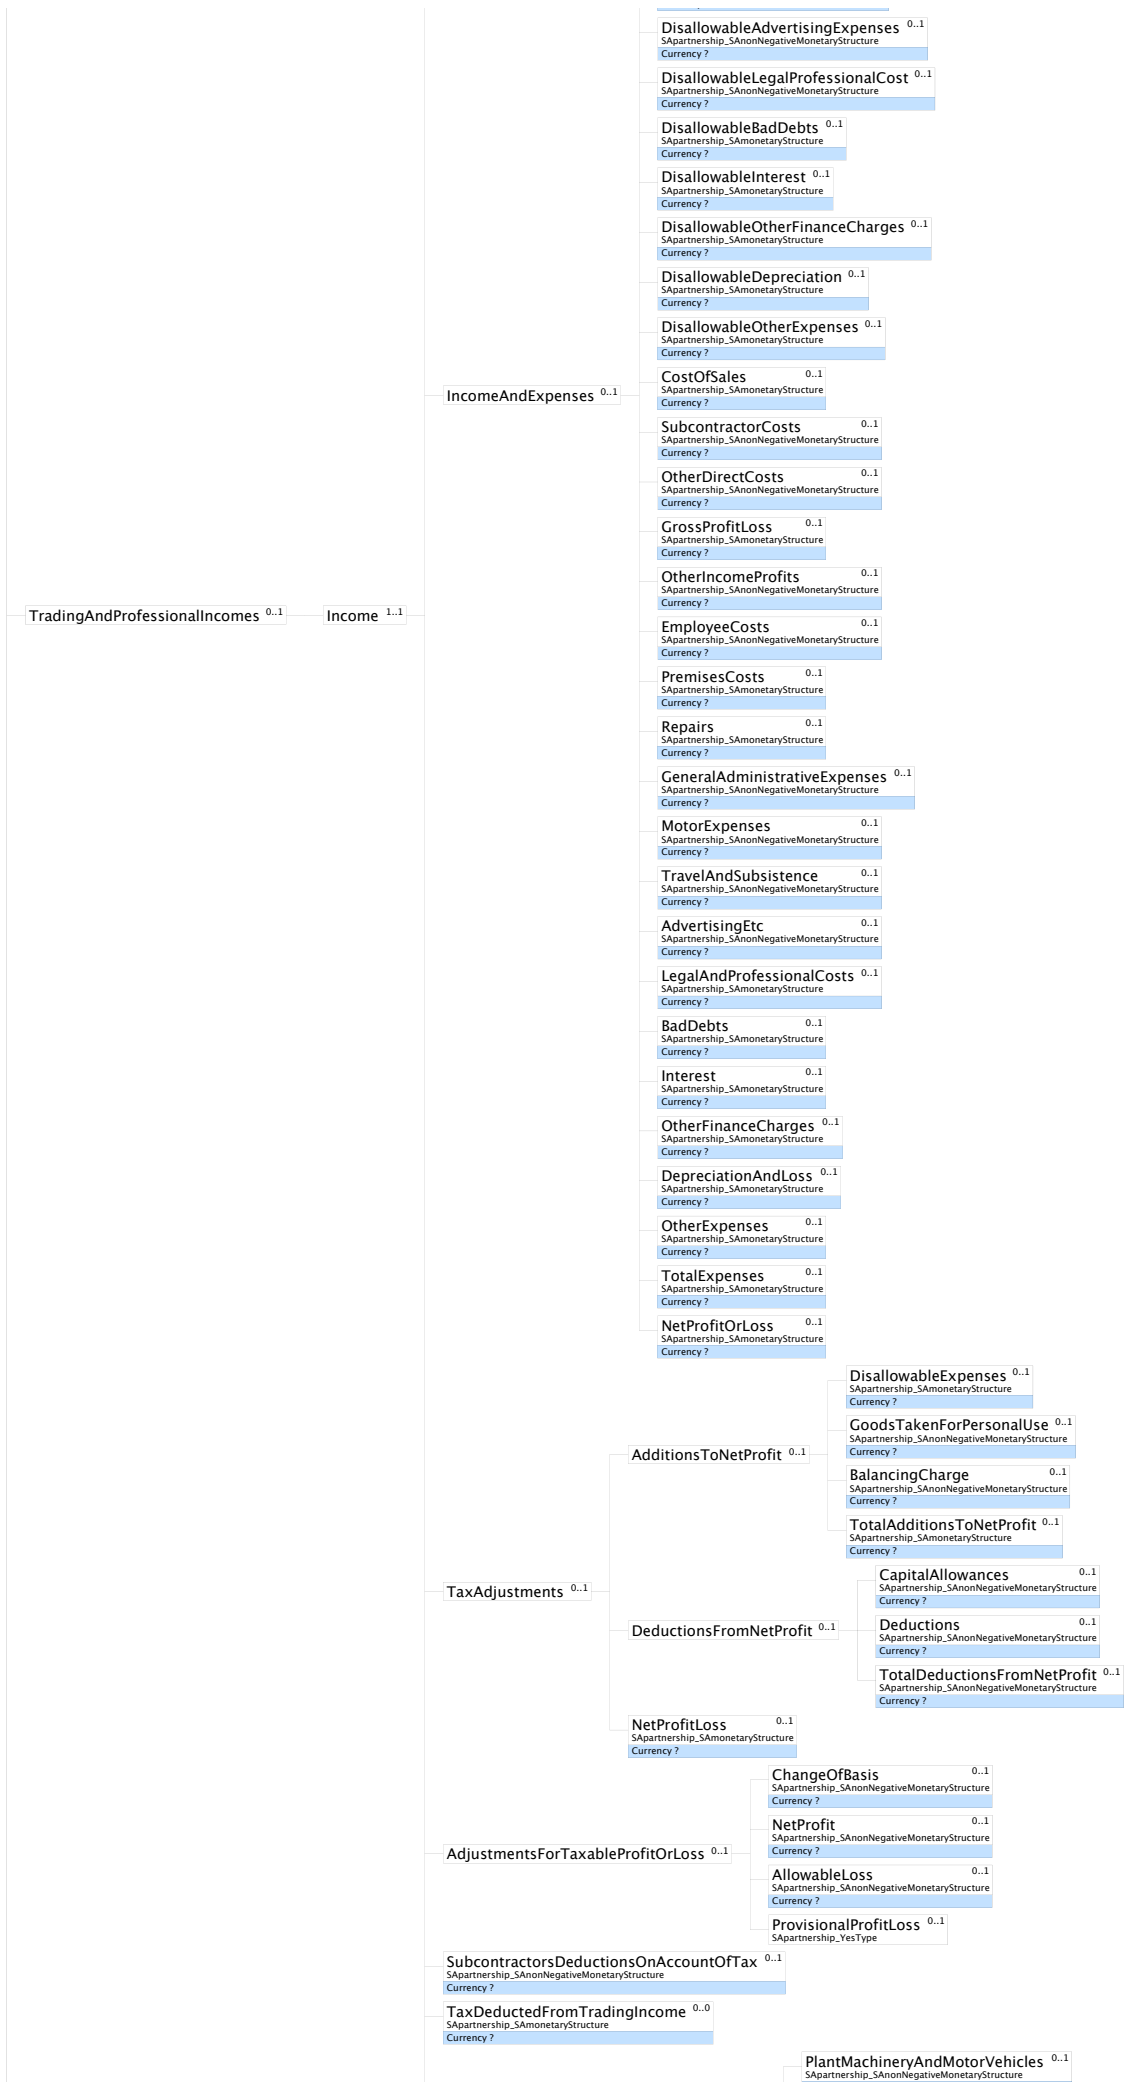 DisallowableAdvertisingExpenses 0..1
SApartnership_SAnonNegativeMonetaryStructure
Currency ?
DisallowableLegalProfessionalCost 0..1
SApartnership_SAnonNegativeMonetaryStructure
Currency ?
DisallowableBadDebts 0..1
SApartnership_SAmonetaryStructure
Currency ?
DisallowableInterest 0..1
SApartnership_SAmonetaryStructure
Currency ?
DisallowableOtherFinanceCharges 0..1
SApartnership_SAmonetaryStructure
Currency ?
DisallowableDepreciation 0..1
SApartnership_SAmonetaryStructure
Currency ?
DisallowableOtherExpenses 0..1
SApartnership_SAmonetaryStructure
Currency ?
CostOfSales 0..1
SApartnership_SAmonetaryStructure
Currency ?
IncomeAndExpenses 0..1
SubcontractorCosts 0..1
SApartnership_SAnonNegativeMonetaryStructure
Currency ?
OtherDirectCosts 0..1
SApartnership_SAnonNegativeMonetaryStructure
Currency ?
GrossProfitLoss 0..1
SApartnership_SAmonetaryStructure
Currency ?
OtherIncomeProfits 0..1
SApartnership_SAnonNegativeMonetaryStructure
Currency ?
TradingAndProfessionalIncomes 0..1
Income 1..1
EmployeeCosts 0..1
SApartnership_SAnonNegativeMonetaryStructure
Currency ?
PremisesCosts 0..1
SApartnership_SAmonetaryStructure
Currency ?
Repairs 0..1
SApartnership_SAmonetaryStructure
Currency ?
GeneralAdministrativeExpenses 0..1
SApartnership_SAnonNegativeMonetaryStructure
Currency ?
MotorExpenses 0..1
SApartnership_SAnonNegativeMonetaryStructure
Currency ?
TravelAndSubsistence 0..1
SApartnership_SAnonNegativeMonetaryStructure
Currency ?
AdvertisingEtc 0..1
SApartnership_SAnonNegativeMonetaryStructure
Currency ?
LegalAndProfessionalCosts 0..1
SApartnership_SAmonetaryStructure
Currency ?
BadDebts 0..1
SApartnership_SAmonetaryStructure
Currency ?
Interest 0..1
SApartnership_SAmonetaryStructure
Currency ?
OtherFinanceCharges 0..1
SApartnership_SAmonetaryStructure
Currency ?
DepreciationAndLoss 0..1
SApartnership_SAmonetaryStructure
Currency ?
OtherExpenses 0..1
SApartnership_SAmonetaryStructure
Currency ?
TotalExpenses 0..1
SApartnership_SAmonetaryStructure
Currency ?
NetProfitOrLoss 0..1
SApartnership_SAmonetaryStructure
Currency ?
DisallowableExpenses 0..1
SApartnership_SAmonetaryStructure
Currency ?
GoodsTakenForPersonalUse 0..1
SApartnership_SAnonNegativeMonetaryStructure
Currency ?
AdditionsToNetProfit 0..1
BalancingCharge 0..1
SApartnership_SAnonNegativeMonetaryStructure
Currency ?
TotalAdditionsToNetProfit 0..1
SApartnership_SAmonetaryStructure
Currency ?
CapitalAllowances 0..1
SApartnership_SAnonNegativeMonetaryStructure
Currency ?
TaxAdjustments 0..1
Deductions 0..1
SApartnership_SAnonNegativeMonetaryStructure
Currency ?
DeductionsFromNetProfit 0..1
TotalDeductionsFromNetProfit 0..1
SApartnership_SAnonNegativeMonetaryStructure
Currency ?
NetProfitLoss 0..1
SApartnership_SAmonetaryStructure
Currency ?
ChangeOfBasis 0..1
SApartnership_SAnonNegativeMonetaryStructure
Currency ?
NetProfit 0..1
SApartnership_SAnonNegativeMonetaryStructure
Currency ?
AdjustmentsForTaxableProfitOrLoss 0..1
AllowableLoss 0..1
SApartnership_SAnonNegativeMonetaryStructure
Currency ?
ProvisionalProfitLoss 0..1
SApartnership_YesType
SubcontractorsDeductionsOnAccountOfTax 0..1
SApartnership_SAnonNegativeMonetaryStructure
Currency ?
TaxDeductedFromTradingIncome 0..0
SApartnership_SAmonetaryStructure
Currency ?
PlantMachineryAndMotorVehicles 0..1
SApartnership_SAnonNegativeMonetaryStructure